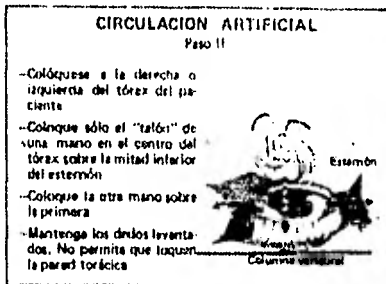 CIRCULACION ARTIFICIAL
Paso II
--Colóquese a la derecha o
izquierda del tórax del pa-
ciente
--Coloque sólo el "talón" de
una mano en el centro del
tórax sobre la mitad inferior
del esternón
--Coloque la otra mano sobre
la primera
--Mantenga los dedos levanta-
dos. No permita que toquen
la pared torácica
Esternón
Columna vertebral